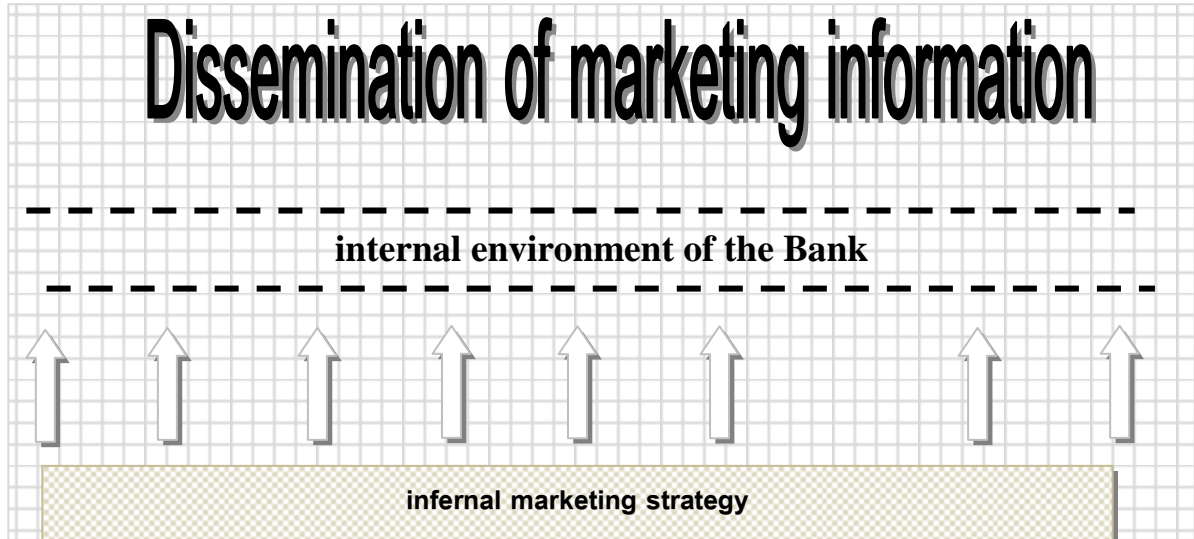 Dissemination of marketing information
internal environment of the Bank
infernal marketing strategy